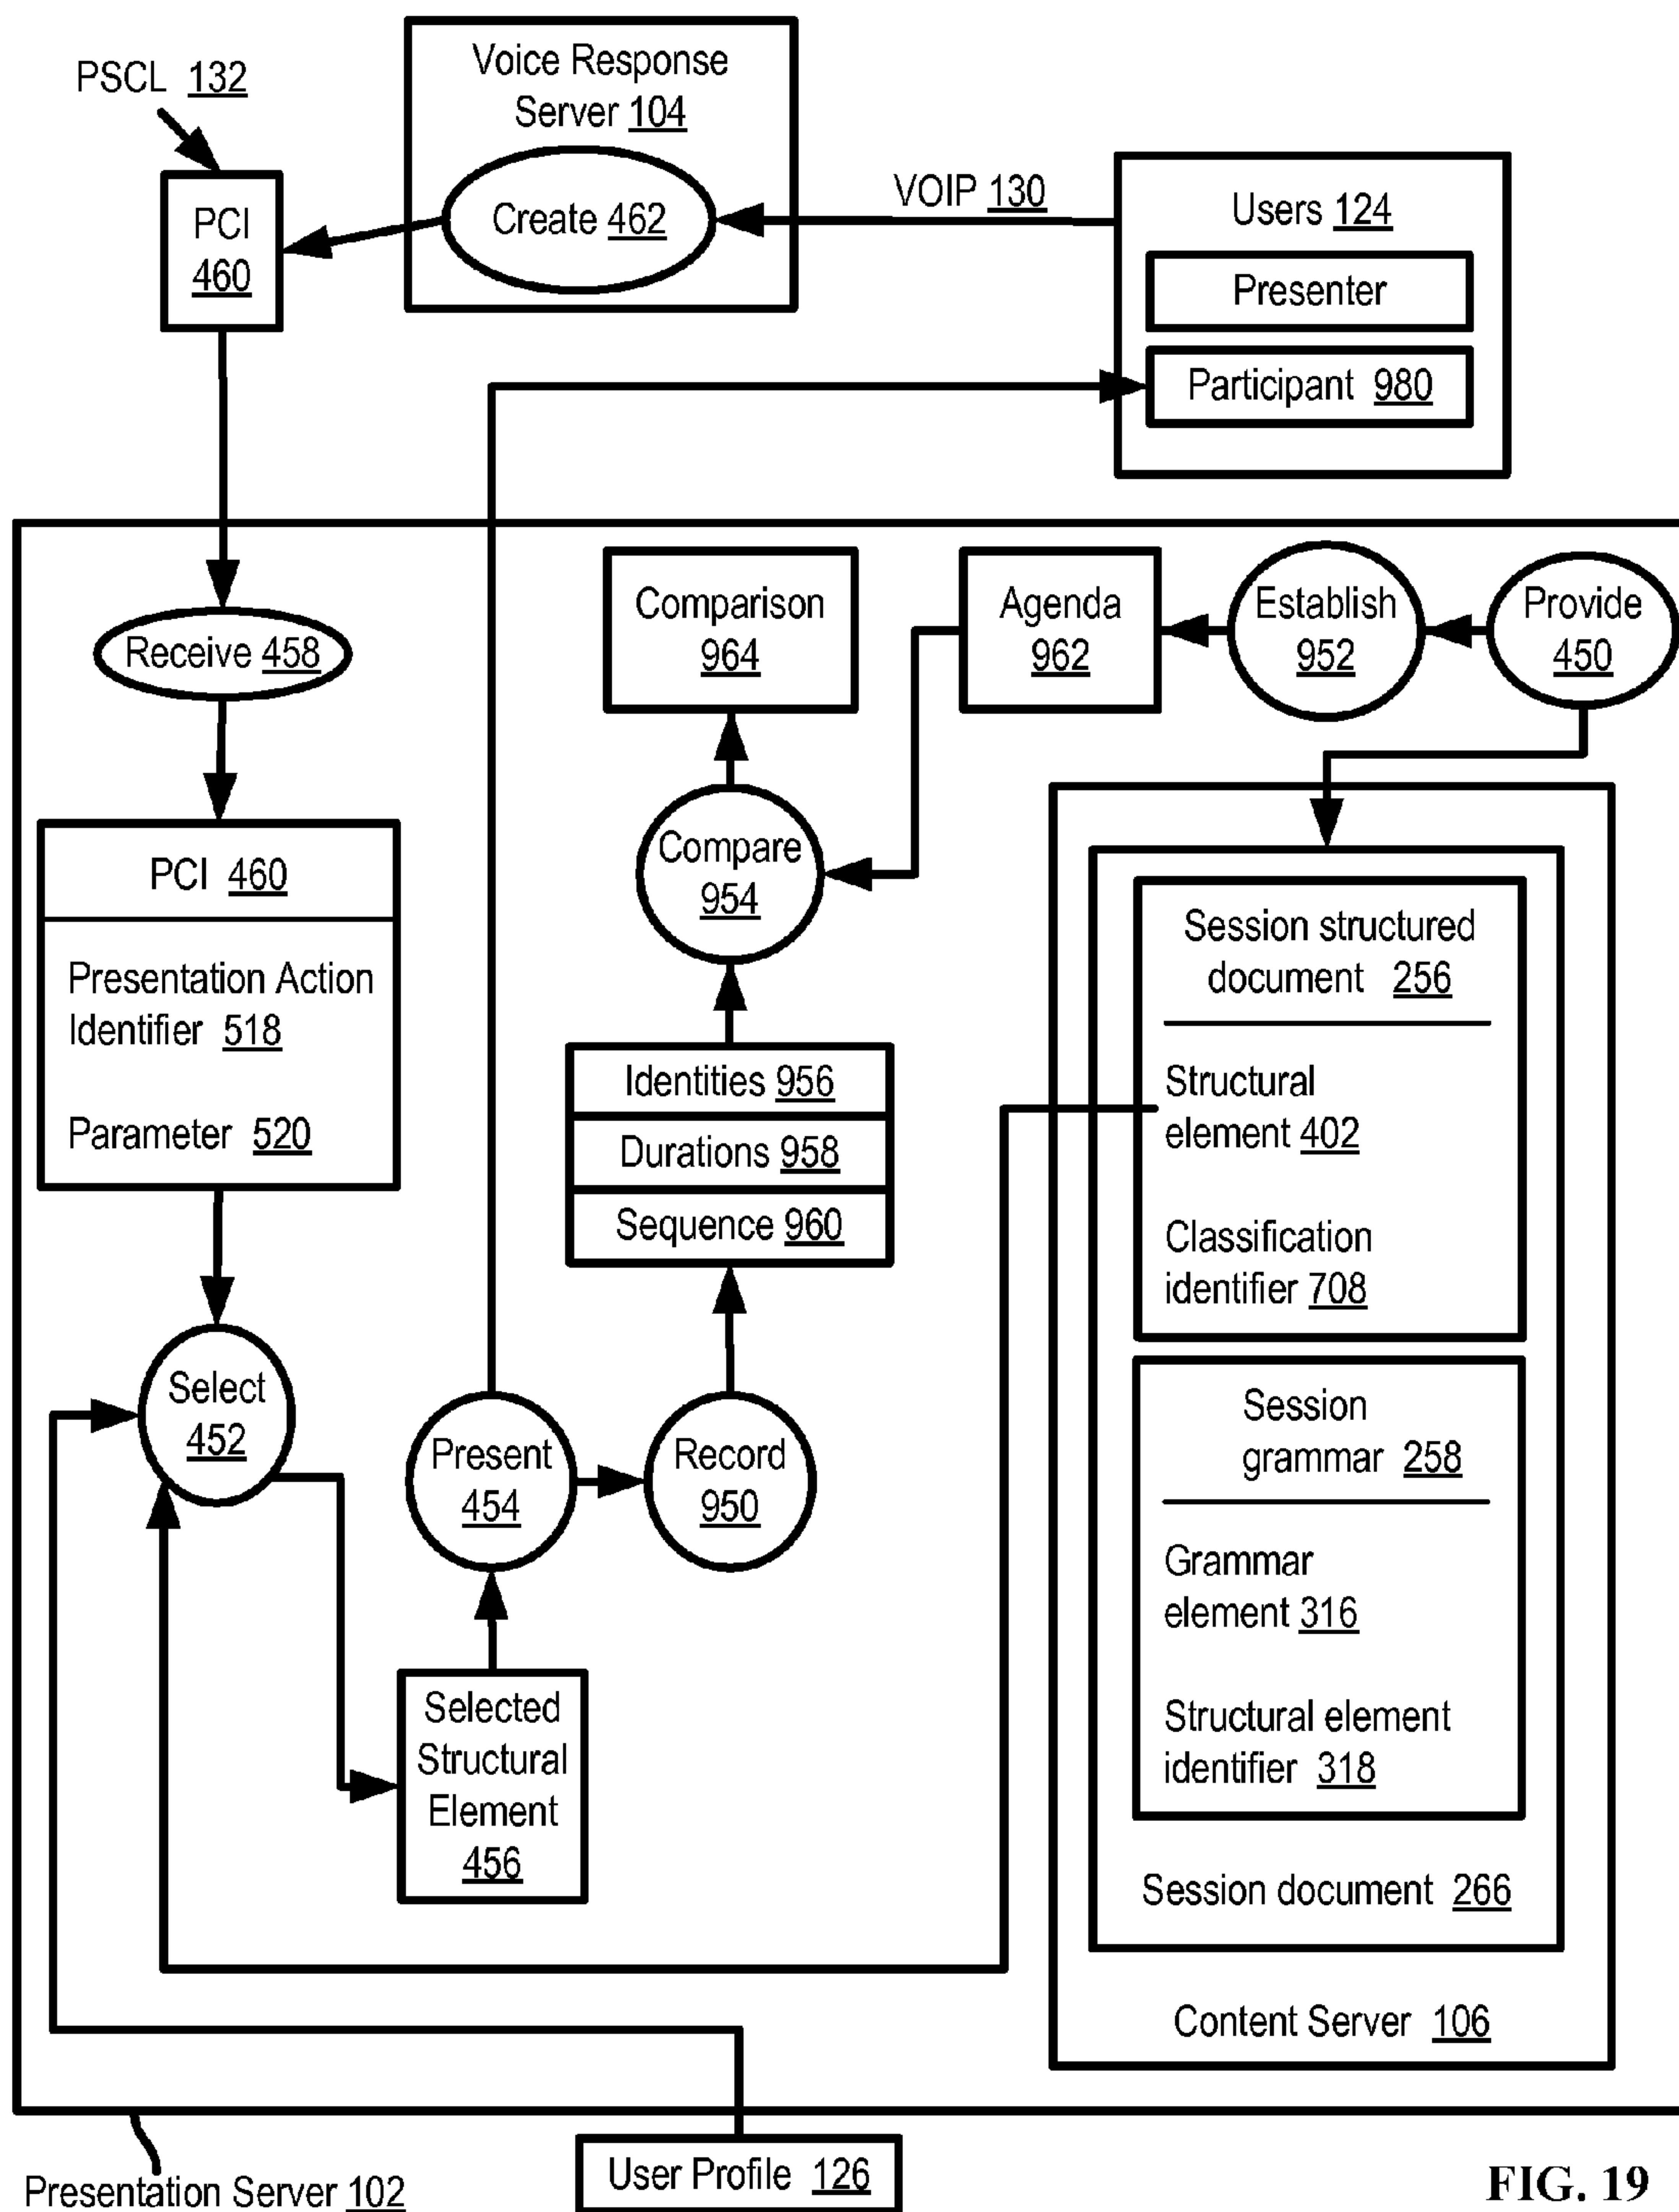 PSCL 132
Voice Response
Server 104
Create 462
VOIP 130
PCI
460
Users 124
Presenter
Participant 980
Receive 458
Comparison
964
Agenda
962
Establish
952
Provide
450
PCI 460
Presentation Action
Identifier 518
Parameter 520
Compare
954
Identities 956
Durations 958
Sequence 960
Select
452
Present
454
Record
950
Selected
Structural
Element
456
Session structured
document 256
Structural
element 402
Classification
identifier 708
Session
grammar 258
Grammar
element 316
Structural element
identifier 318
Session document 266
Content Server 106
Presentation Server 102
User Profile 126
FIG. 19